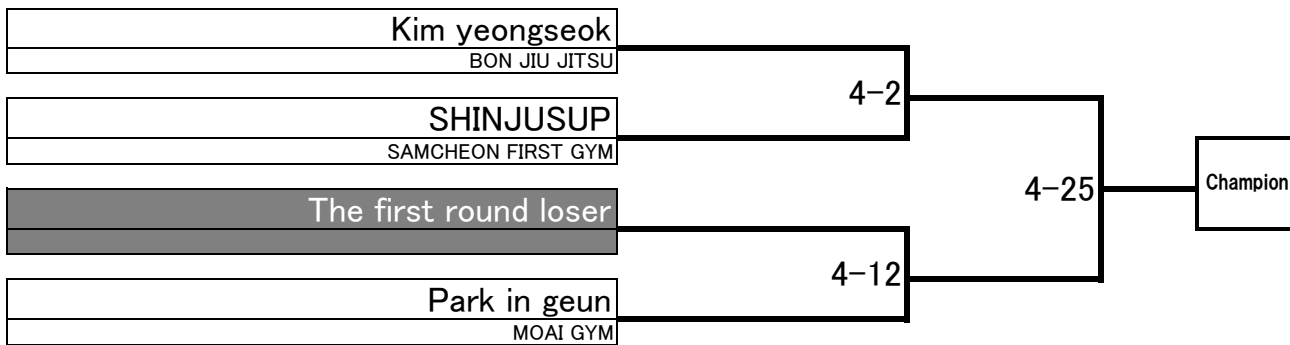 Kim yeongseok
BON JIU JITSU
4-2
SHINJUSUP
SAMCHEON FIRST GYM
4-25
Champion
The first round loser
4-12
Park in geun
MOAI GYM